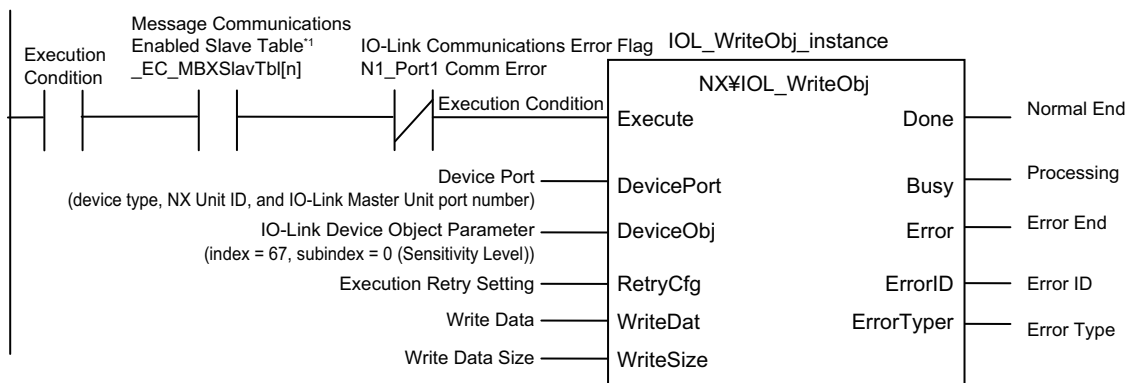 Message Communications
Enabled Slave Table*1
_EC_MBXSlavTbl[n]
Execution
Condition
IO-Link Communications Error Flag
N1_Port1 Comm Error
IOL_WriteObj_instance
NX¥IOL_WriteObj
Execution Condition
Execute
Done
Normal End
Device Port
(device type, NX Unit ID, and IO-Link Master Unit port number)
DevicePort
Busy
Processing
IO-Link Device Object Parameter
(index = 67, subindex = 0 (Sensitivity Level))
DeviceObj
Error
Error End
Execution Retry Setting
RetryCfg
ErrorID
Error ID
Write Data
WriteDat
ErrorTyper
Error Type
Write Data Size
WriteSize